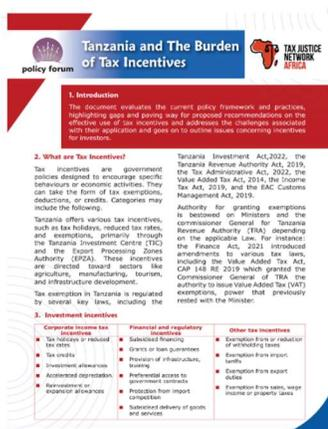 policy forum
Tanzania and The Burden
of Tax Incentives
TAX JUSTICE
NETWORK
AFRICA
1. Introduction
The document evaluates the current policy framework and practices,
highlighting gaps and paving way for proposed recommendations on the
effective use of tax incentives and addresses the challenges associated
with their application and goes on to outline issues concerning incentives
for investors.
2. What are Tax Incentives?
Tax incentives are government
policies designed to encourage specific
behaviours or economic activities. They
can take the form of tax exemptions,
deductions, or credits. Categories may
include the following.
Tanzania offers various tax incentives,
such as tax holidays, reduced tax rates,
and exemptions, primarily through
the Tanzania Investment Centre (TIC)
and the Export Processing Zones
Authority (EPZA). These incentives
are directed toward sectors like
agriculture, manufacturing, tourism,
and infrastructure development.
Tax exemption in Tanzania is regulated
by several key laws, including the
Tanzania Investment Act,2022, the
Tanzania Revenue Authority Act, 2019,
the Tax Administrative Act, 2022, the
Value Added Tax Act, 2014, the Income
Tax Act, 2019, and the EAC Customs
Management Act, 2019.
Authority for granting exemptions
is bestowed on Ministers and the
commissioner General for Tanzania
Revenue Authority (TRA) depending
on the applicable Law. For instance:
the Finance Act, 2021 introduced
amendments to various tax laws,
including the Value Added Tax Act,
CAP 148 RE 2019 which granted the
Commissioner General of TRA the
authority to issue Value Added Tax (VAT)
exemptions, power that previously
rested with the Minister.
3. Investment incentives
Corporate income tax
incentives
Tax holidays or reduced
tax rates
Tax credits
Investment allowances
Accelerated depreciation
Reinvestment or
expansion allowances
Financial and regulatory
incentives
Subsidised financing
Grants or loan guarantees
Provision of infrastructure,
training
Preferential access to
government contracts
Protection from import
competition
Subsidised delivery of goods
and services
Other tax incentives
Exemption from or reduction
of withholding taxes
Exemption from import
tariffs
Exemption from export
duties
Exemption from sales, wage
income or property taxes